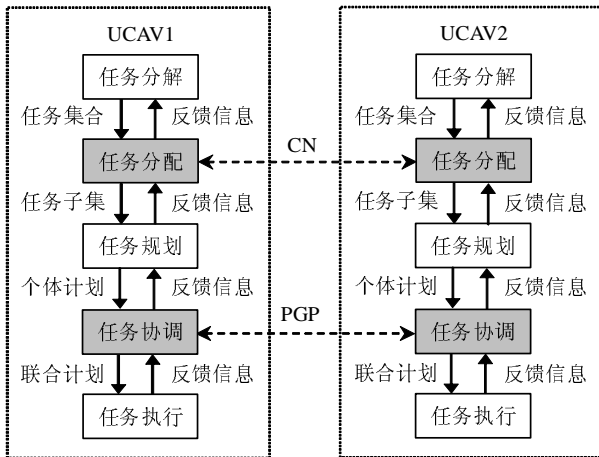 UCAV1
UCAV2
任务分解
任务分解
任务集合
反馈信息
任务集合
反馈信息
CN
任务分配
任务分配
任务子集
反馈信息
任务子集
反馈信息
任务规划
任务规划
个体计划
反馈信息
个体计划
反馈信息
PGP
任务协调
任务协调
联合计划
反馈信息
联合计划
反馈信息
任务执行
任务执行